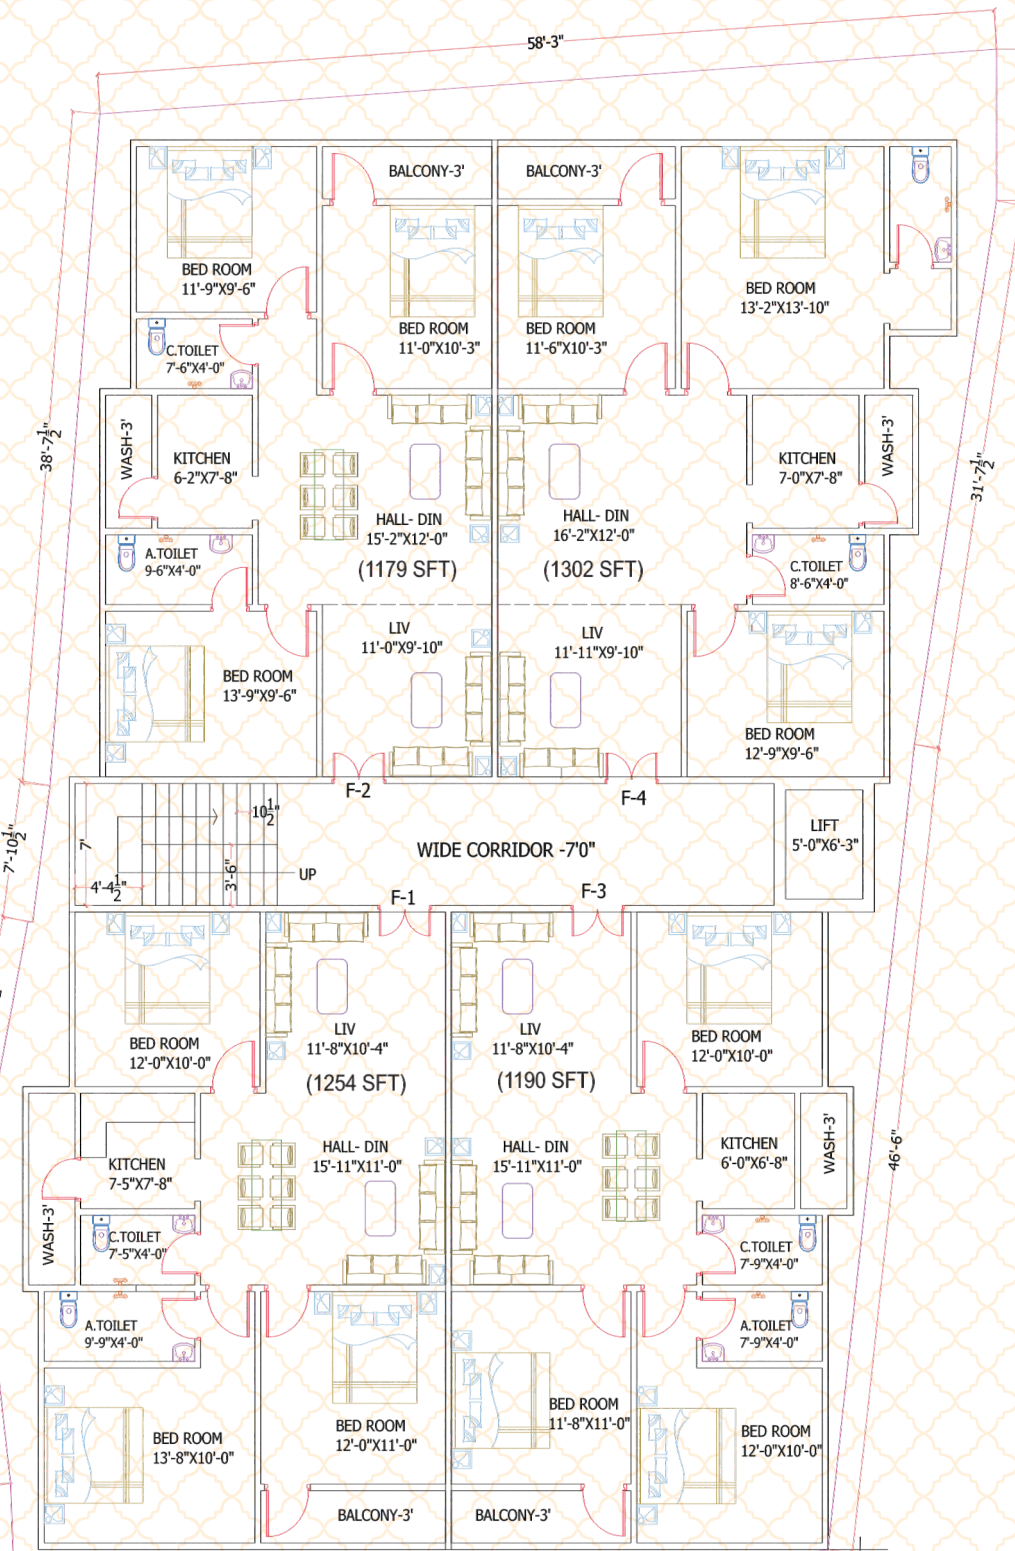 58'-3"
BALCONY-3'
BALCONY-3'
BED ROOM
11'-9"X9'-6"
BED ROOM
13'-2"X13'-10"
BED ROOM
11'-0"X10'-3"
BED ROOM
11'-6"X10'-3"
C.TOILET
7'-6"X4'-0"
38'-7 1/2"
WASH-3'
KITCHEN
6-2"X7'-8"
KITCHEN
7-0"X7'-8"
WASH-3'
31'-7 1/2"
HALL- DIN
15'-2"X12'-0"
(1179 SFT)
HALL- DIN
16'-2"X12'-0"
(1302 SFT)
A.TOILET
9-6"X4'-0"
C.TOILET
8'-6"X4'-0"
LIV
11'-0"X9'-10"
LIV
11'-11"X9'-10"
BED ROOM
13'-9"X9'-6"
BED ROOM
12'-9"X9'-6"
F-2
F-4
7'-10 1/2"
7'
10 1/2"
4'-4 1/2"
3'-6"
UP
WIDE CORRIDOR -7'0"
LIFT
5'-0"X6'-3"
F-1
F-3
BED ROOM
12'-0"X10'-0"
LIV
11'-8"X10'-4"
(1254 SFT)
LIV
11'-8"X10'-4"
(1190 SFT)
BED ROOM
12'-0"X10'-0"
KITCHEN
7-5"X7'-8"
HALL- DIN
15'-11"X11'-0"
HALL- DIN
15'-11"X11'-0"
KITCHEN
6'-0"X6'-8"
WASH-3'
46'-6"
WASH-3'
C.TOILET
7'-5"X4'-0"
C.TOILET
7'-9"X4'-0"
A.TOILET
9'-9"X4'-0"
A.TOILET
7'-9"X4'-0"
BED ROOM
13'-8"X10'-0"
BED ROOM
12'-0"X11'-0"
BED ROOM
11'-8"X11'-0"
BED ROOM
12'-0"X10'-0"
BALCONY-3'
BALCONY-3'